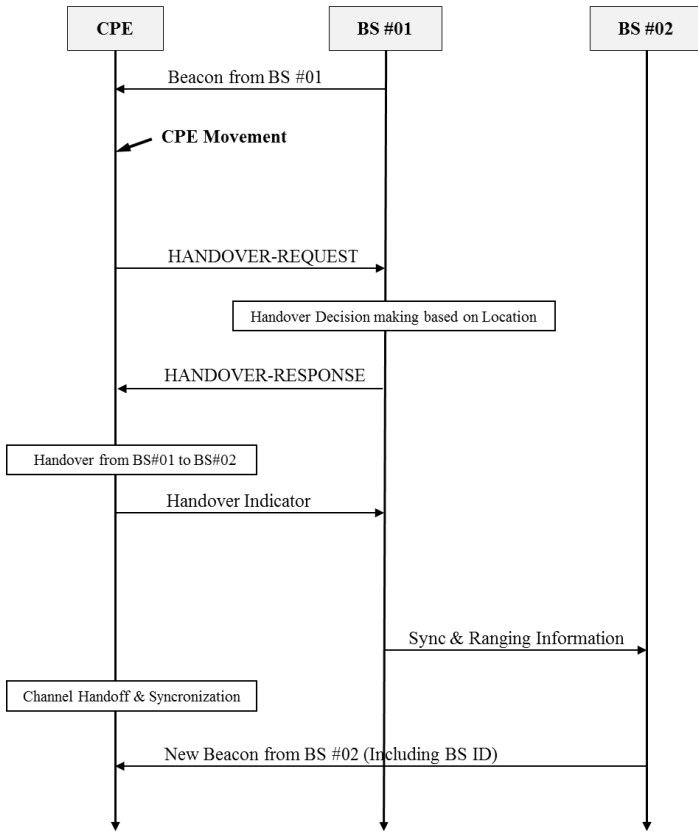 CPE
BS #01
BS #02
Beacon from BS #01
CPE Movement
HANDOVER-REQUEST
Handover Decision making based on Location
HANDOVER-RESPONSE
Handover from BS#01 to BS#02
Handover Indicator
Sync & Ranging Information
Channel Handoff & Syncronization
New Beacon from BS #02 (Including BS ID)